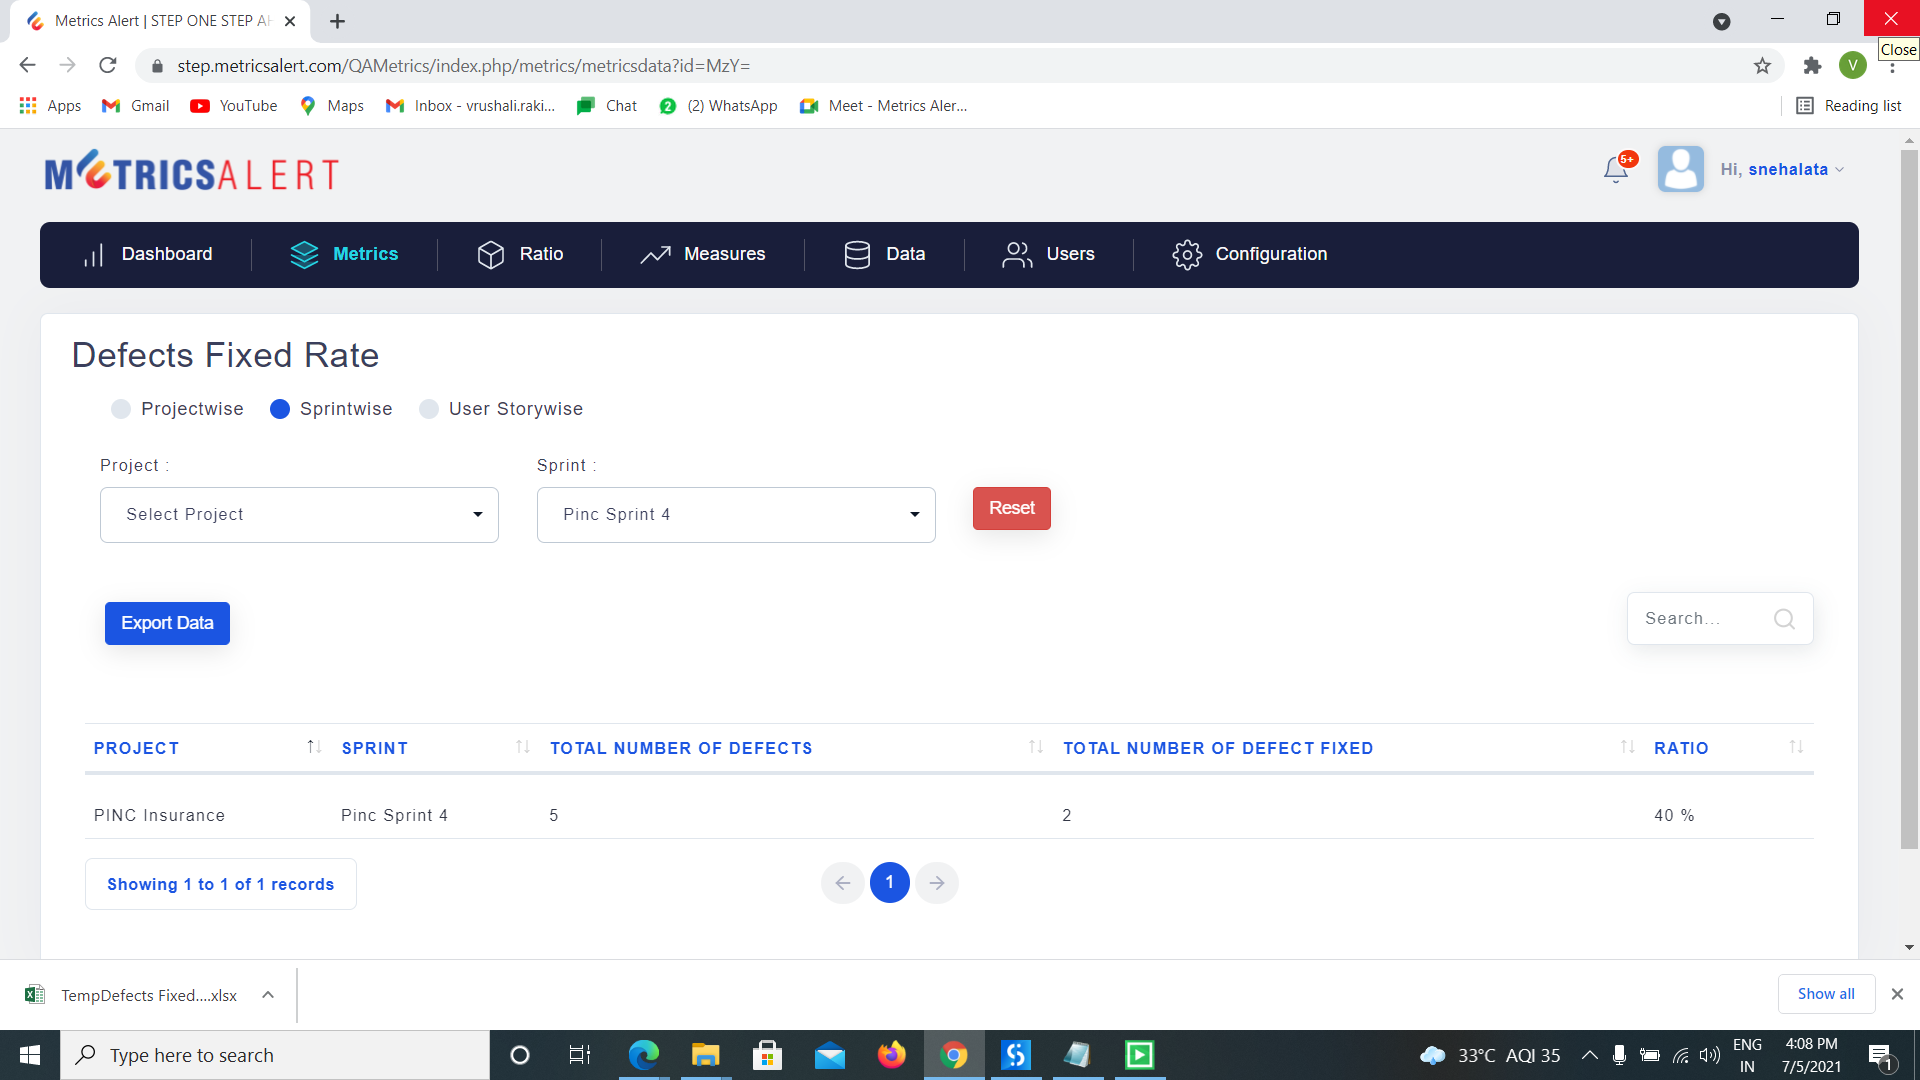 Metrics Alert | STEP ONE STEP AH
Close
step.metricsalert.com/QAMetrics/index.php/metrics/metricsdata?id=MzY=
V
Apps
Gmail
YouTube
Maps
Inbox - vrushali.raki...
Chat
2
(2) WhatsApp
Meet - Metrics Aler...
Reading list
METRICSALERT
5+
Hi, snehalata
Dashboard
Metrics
Ratio
Measures
Data
Users
Configuration
Defects Fixed Rate
Projectwise
Sprintwise
User Storywise
Project :
Sprint :
Select Project
Pinc Sprint 4
Reset
Export Data
Search...
PROJECT
SPRINT
TOTAL NUMBER OF DEFECTS
TOTAL NUMBER OF DEFECT FIXED
RATIO
PINC Insurance
Pinc Sprint 4
5
2
40 %
Showing 1 to 1 of 1 records
1
TempDefects Fixed....xlsx
Show all
Type here to search
33°C AQI 35
ENG
IN
4:08 PM
7/5/2021
1